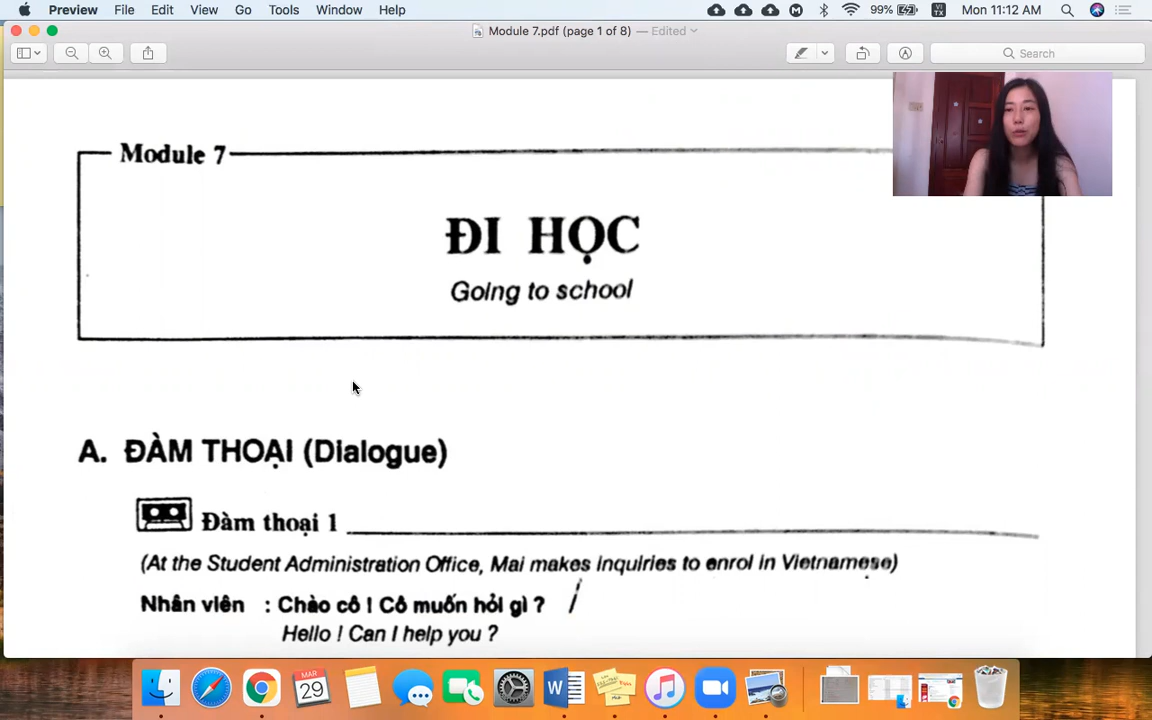 Preview File Edit View Go Tools Window Help 99% VI TX Mon 11:12 AM
Module 7.pdf (page 1 of 8) — Edited
Search
Module 7
ĐI HỌC
Going to school
A. ĐÀM THOẠI (Dialogue)
Đàm thoại 1
(At the Student Administration Office, Mai makes inquiries to enrol in Vietnamese)
Nhân viên : Chào cô ! Cô muốn hỏi gì ?
Hello ! Can I help you ?
MAR
29